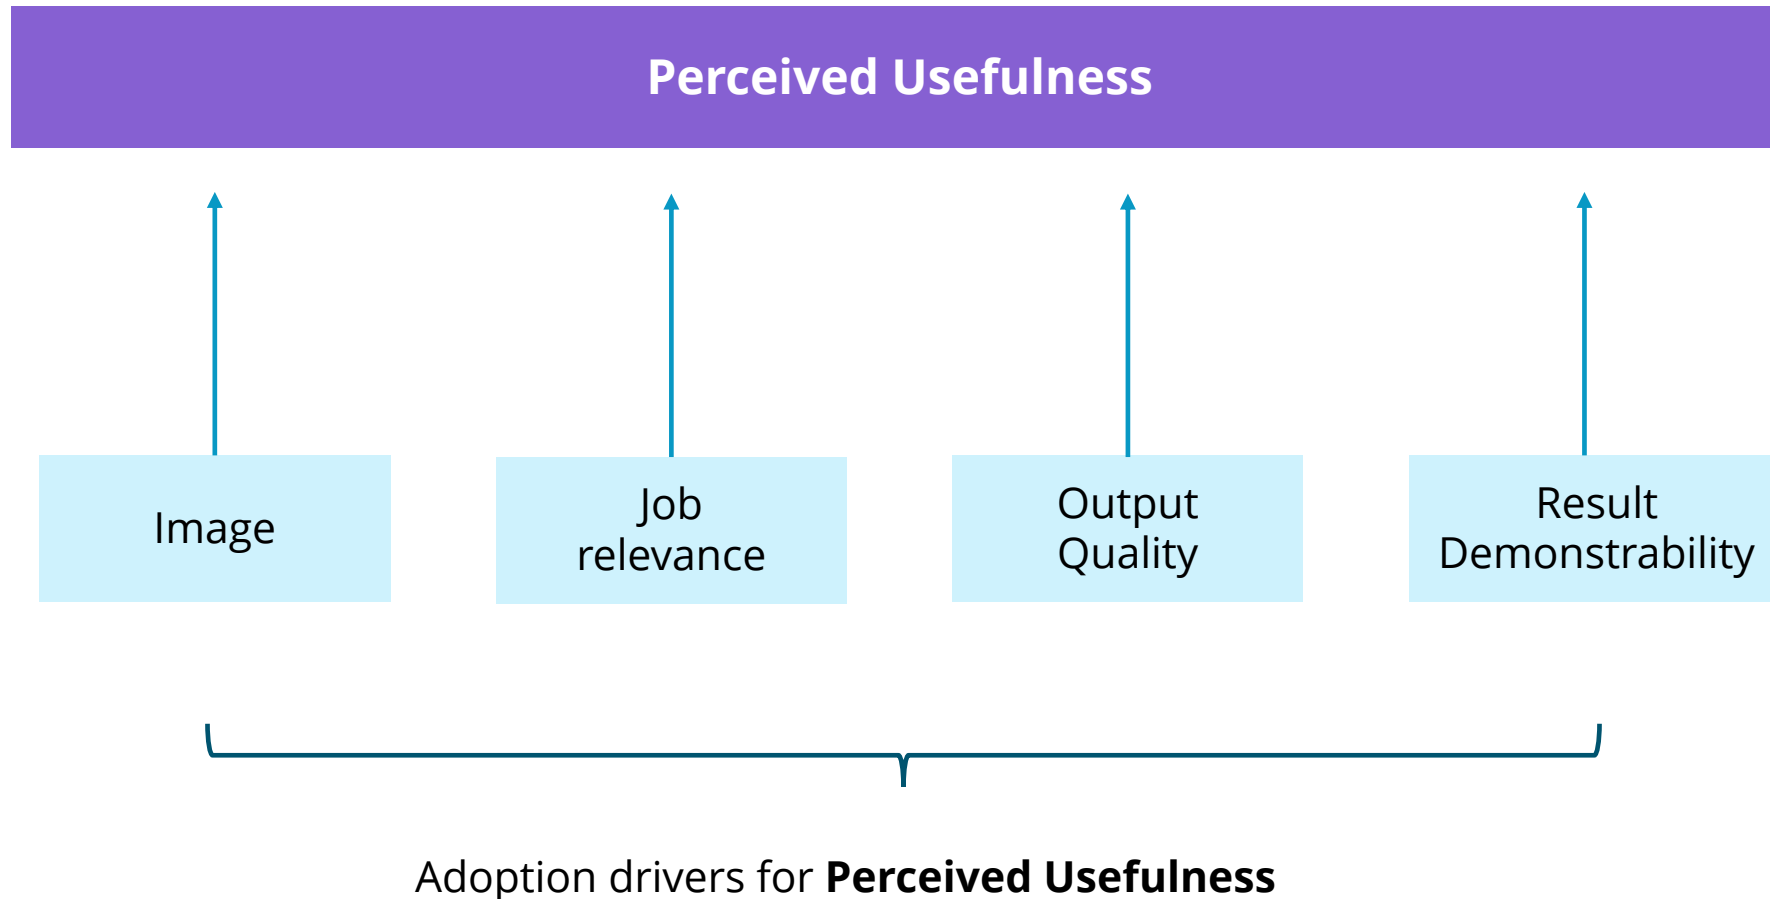 Perceived Usefulness
Image
Job
relevance
Output
Quality
Result
Demonstrability
Adoption drivers for Perceived Usefulness